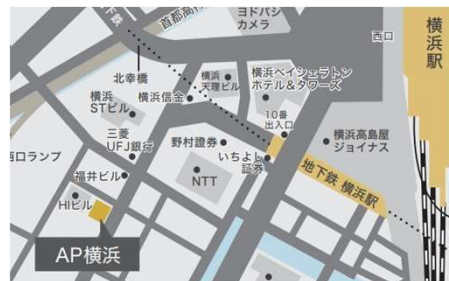 地下鉄
首都高
ヨドバシ
カメラ
西口
横浜駅
北幸橋
横浜
天理ビル
横浜ベイシェラトン
ホテル&タワーズ
横浜
STビル
横浜信金
10番
出入口
三菱
UFJ銀行
野村證券
いちよし
証券
横浜高島屋
ジョイナス
西口ランプ
福井ビル
NTT
地下鉄 横浜駅
HIビル
AP横浜